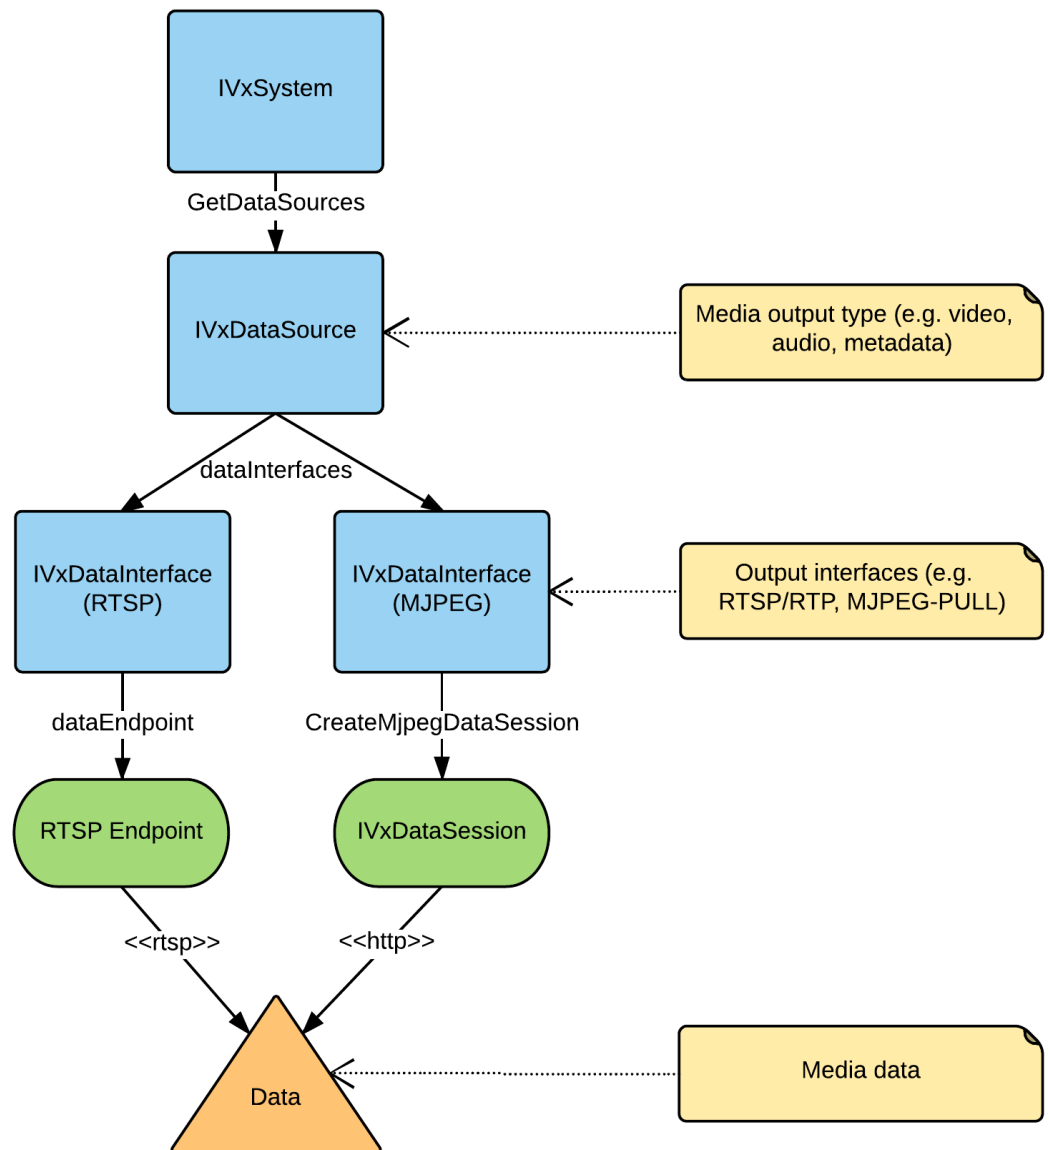 IVxSystem
GetDataSources
IVxDataSource
Media output type (e.g. video,
audio, metadata)
dataInterfaces
IVxDataInterface
(RTSP)
IVxDataInterface
(MJPEG)
Output interfaces (e.g.
RTSP/RTP, MJPEG-PULL)
dataEndpoint
CreateMjpegDataSession
RTSP Endpoint
IVxDataSession
<<rtsp>>
<<http>>
Data
Media data